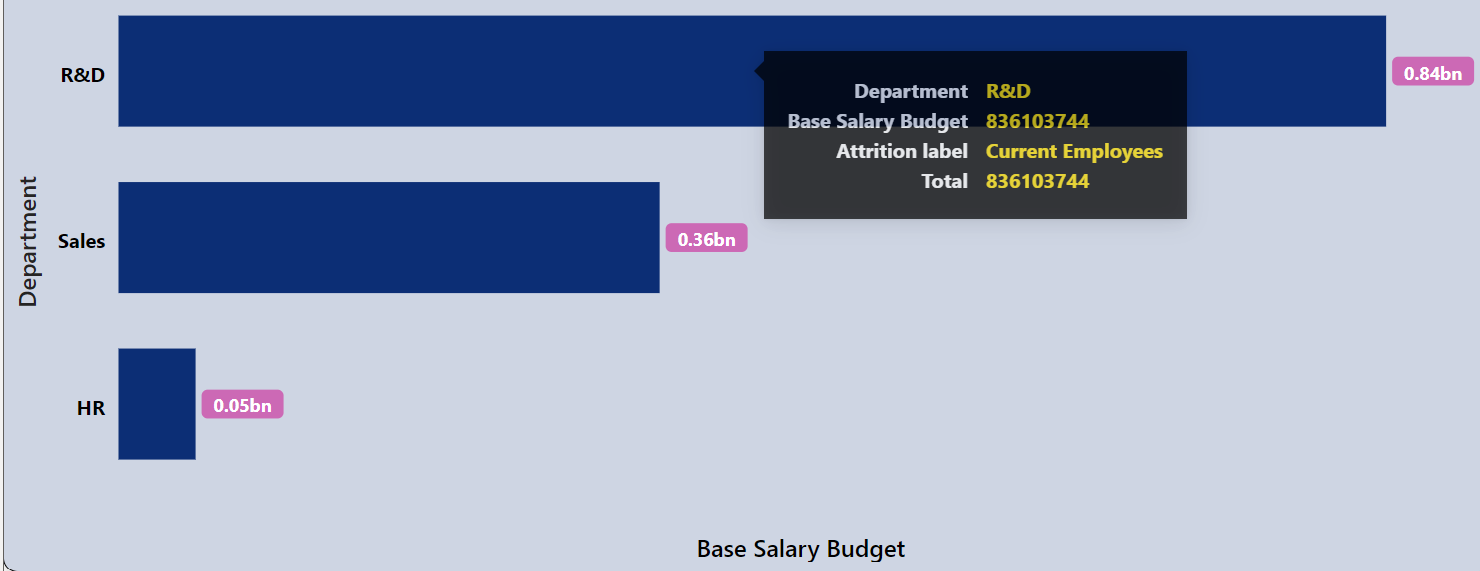 R&D
0.84bn
Department R&D
Base Salary Budget 836103744
Attrition label Current Employees
Total 836103744
Department
Sales
0.36bn
HR
0.05bn
Base Salary Budget